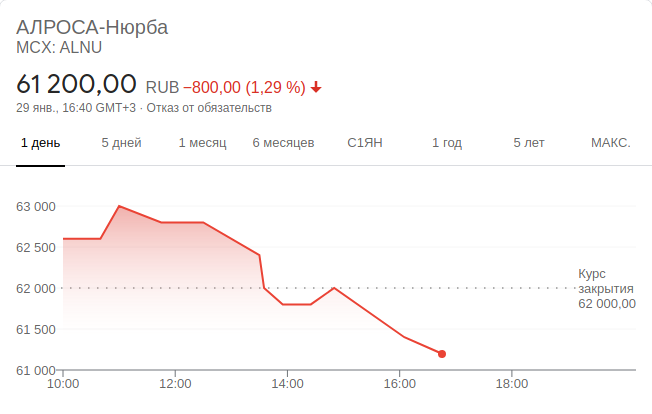 АЛРОСА-Нюрба
MCX: ALNU
61 200,00 RUB −800,00 (1,29 %)
29 янв., 16:40 GMT+3 · Отказ от обязательств
1 день 5 дней 1 месяц 6 месяцев С1ЯН 1 год 5 лет МАКС.
63 000
62 500
62 000
61 500
61 000
Курс
закрытия
62 000,00
10:00 12:00 14:00 16:00 18:00